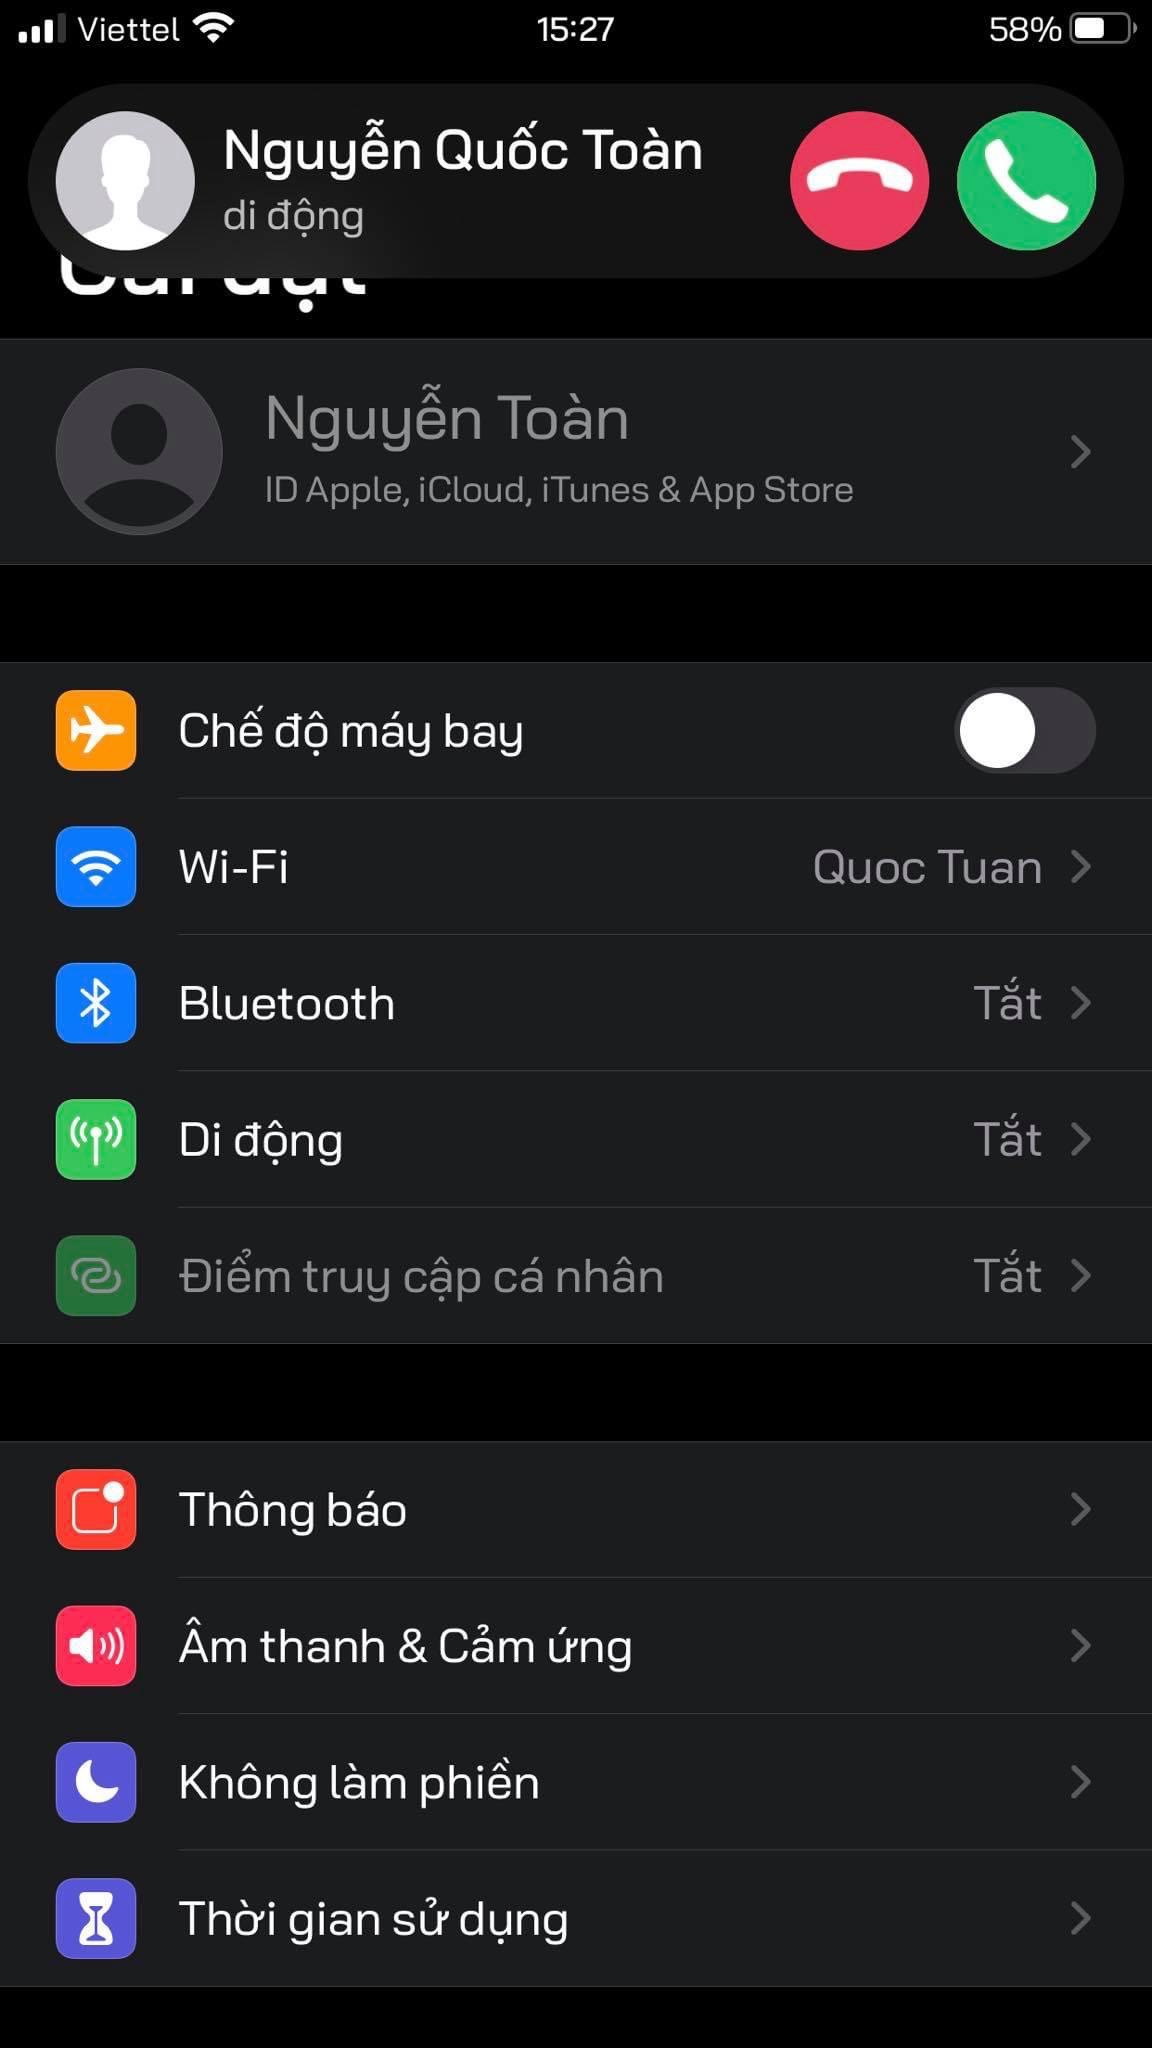 Viettel 15:27 58%
Nguyễn Quốc Toàn
di động
Cài đặt
Nguyễn Toàn
ID Apple, iCloud, iTunes & App Store
Chế độ máy bay
Wi-Fi Quoc Tuan
Bluetooth Tắt
Di động Tắt
Điểm truy cập cá nhân Tắt
Thông báo
Âm thanh & Cảm ứng
Không làm phiền
Thời gian sử dụng